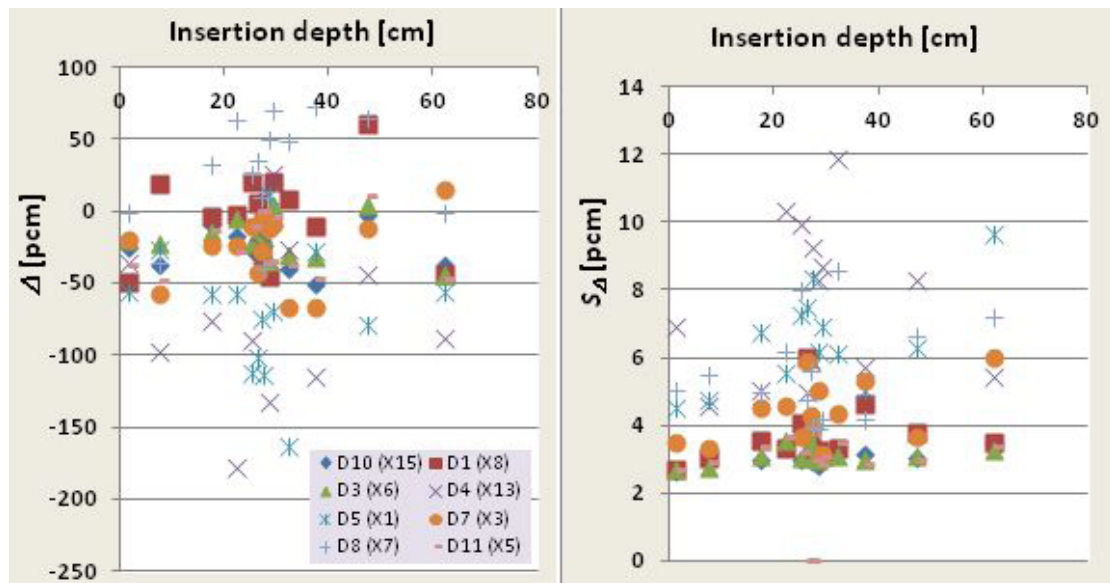 Insertion depth [cm]
100
0 20 40 60 80
50
0
-50
-100
-150
-200
-250
Δ [pcm]
D10 (X15) D1 (X8)
D3 (X6) D4 (X13)
D5 (X1) D7 (X3)
D8 (X7) D11 (X5)
Insertion depth [cm]
14
0 20 40 60 80
12
10
8
6
4
2
0
SΔ [pcm]